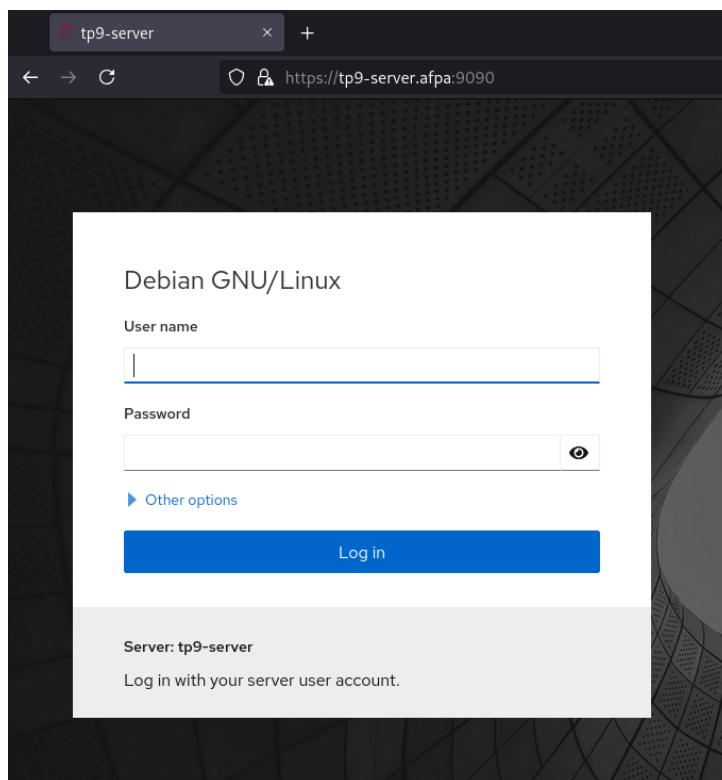 tp9-server
https://tp9-server.afpa:9090
Debian GNU/Linux
User name
Password
Other options
Log in
Server: tp9-server
Log in with your server user account.